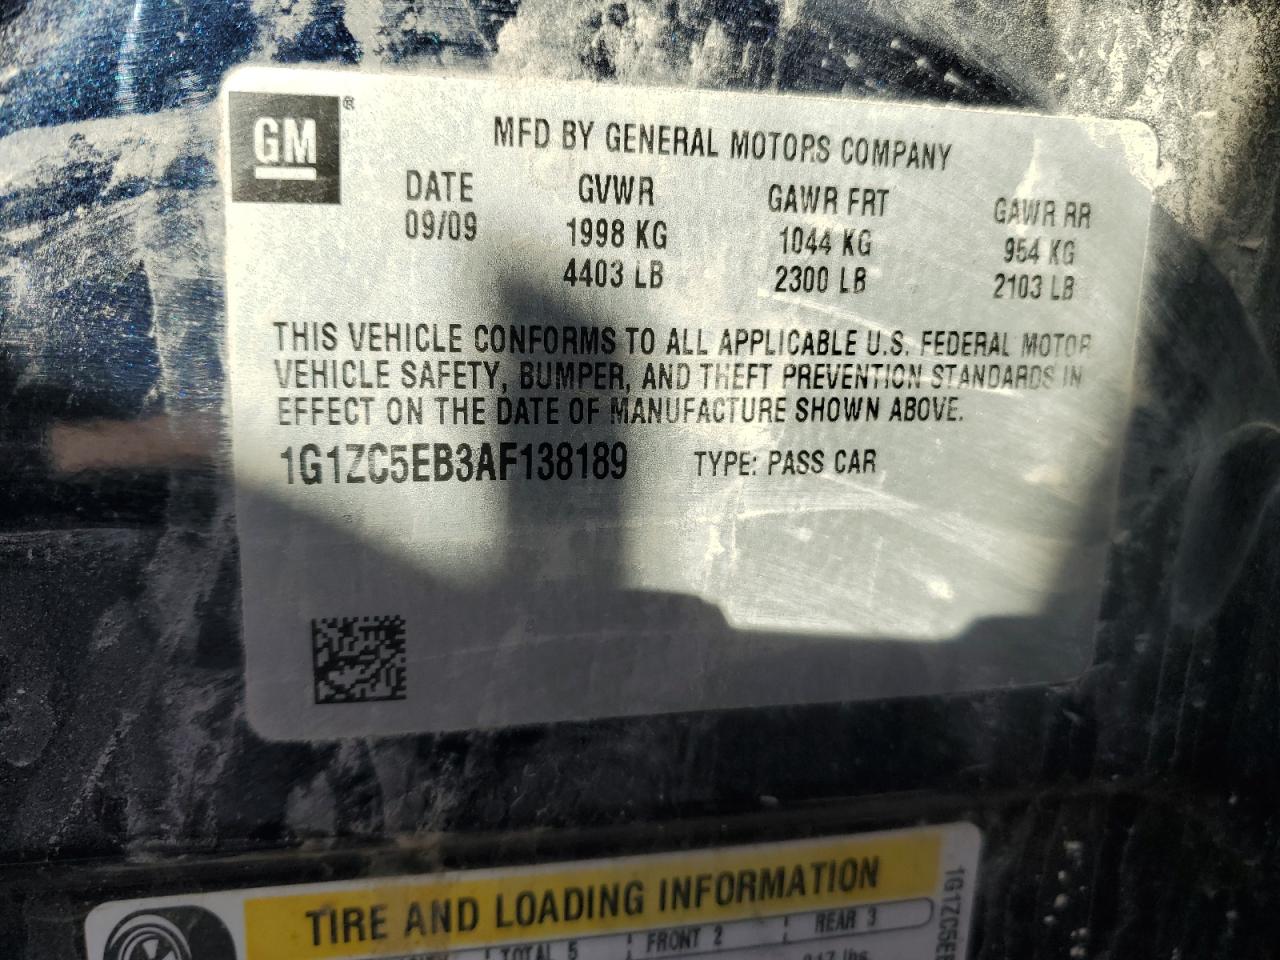 GM ®
MFD BY GENERAL MOTORS COMPANY
DATE GVWR GAWR FRT GAWR RR
09/09 1998 KG 1044 KG 954 KG
4403 LB 2300 LB 2103 LB
THIS VEHICLE CONFORMS TO ALL APPLICABLE U.S. FEDERAL MOTOR
VEHICLE SAFETY, BUMPER, AND THEFT PREVENTION STANDARDS IN
EFFECT ON THE DATE OF MANUFACTURE SHOWN ABOVE.
1G1ZC5EB3AF138189 TYPE: PASS CAR
TIRE AND LOADING INFORMATION
TOTAL 5 FRONT 2 REAR 3